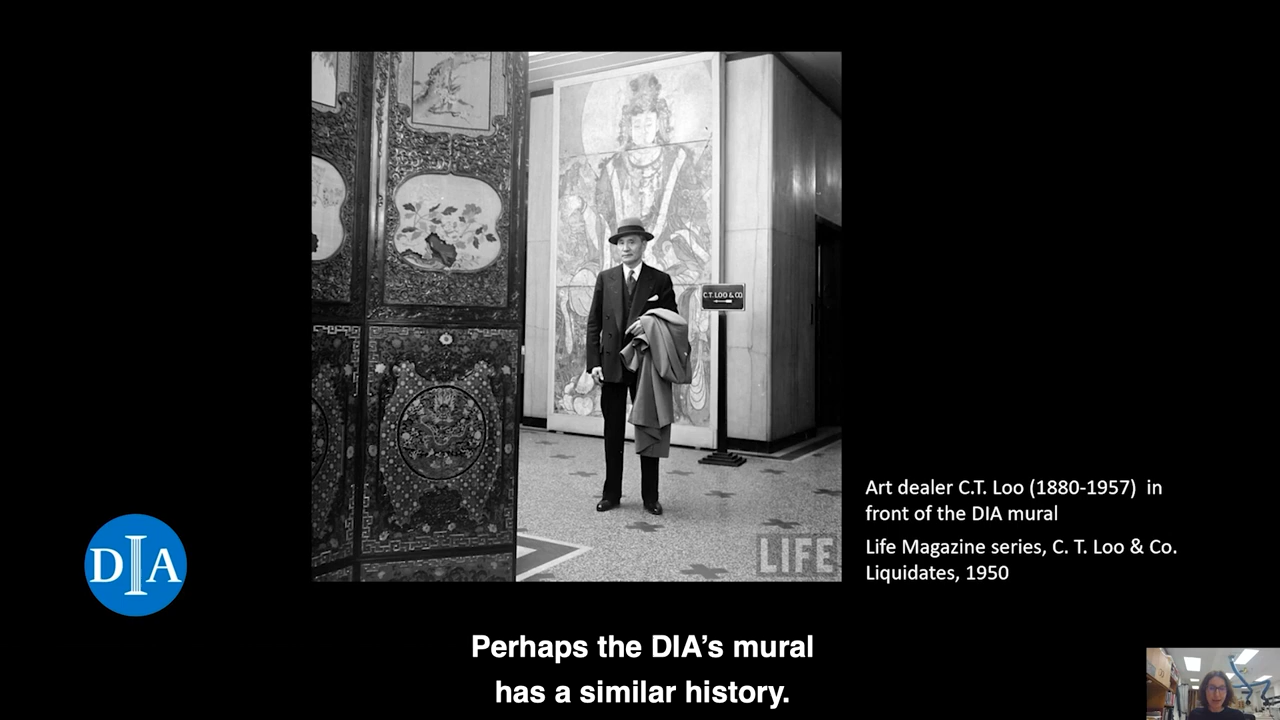 C.T. LOO & CO.
LIFE
Art dealer C.T. Loo (1880-1957)  in
front of the DIA mural
Life Magazine series, C. T. Loo & Co.
Liquidates, 1950
DIA
Perhaps the DIA’s mural
has a similar history.